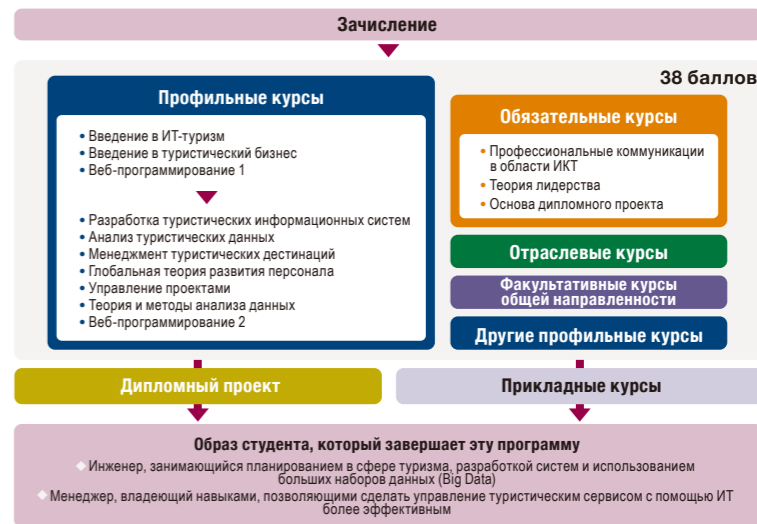 Зачисление
38 баллов
Профильные курсы
• Введение в ИТ-туризм
• Введение в туристический бизнес
• Веб-программирование 1
• Разработка туристических информационных систем
• Анализ туристических данных
• Менеджмент туристических дестинаций
• Глобальная теория развития персонала
• Управление проектами
• Теория и методы анализа данных
• Веб-программирование 2
Обязательные курсы
• Профессиональные коммуникации
в области ИКТ
• Теория лидерства
• Основа дипломного проекта
Отраслевые курсы
Факультативные курсы
общей направленности
Другие профильные курсы
Дипломный проект
Прикладные курсы
Образ студента, который завершает эту программу
◆ Инженер, занимающийся планированием в сфере туризма, разработкой систем и использованием
больших наборов данных (Big Data)
◆ Менеджер, владеющий навыками, позволяющими сделать управление туристическим сервисом с помощью ИТ
более эффективным